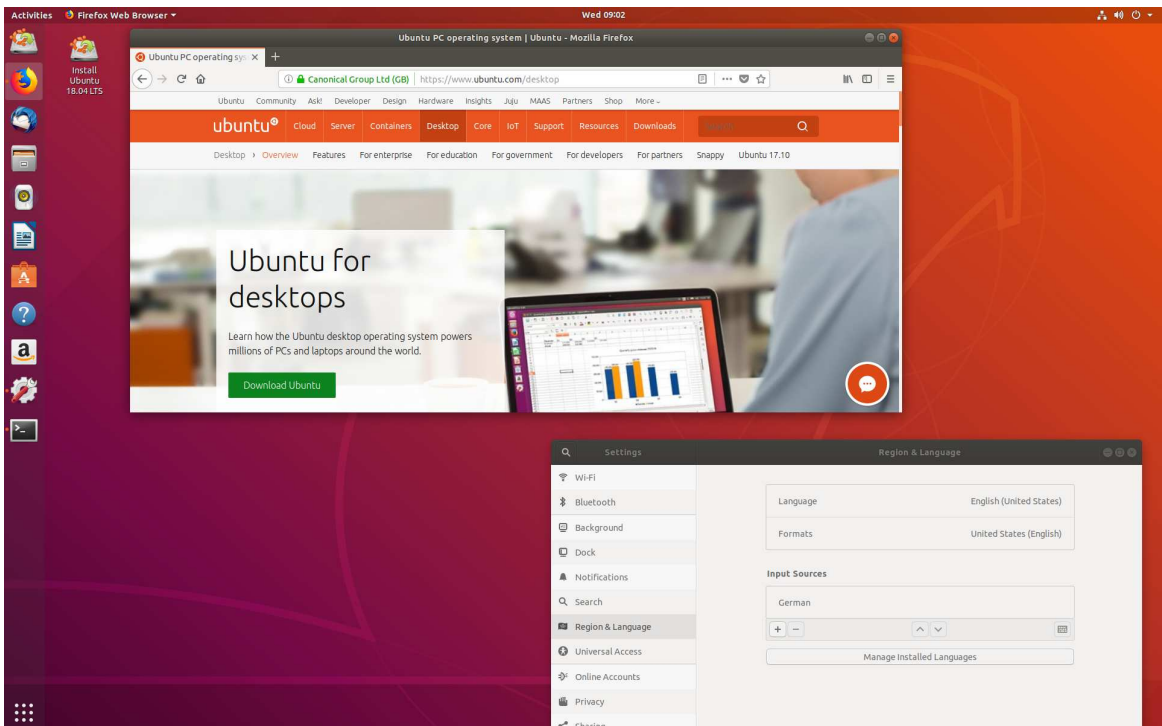 Activities Firefox Web Browser Wed 09:02
Install
Ubuntu
18.04 LTS
Ubuntu PC operating system | Ubuntu - Mozilla Firefox
Ubuntu PC operating sys
Canonical Group Ltd (GB) https://www.ubuntu.com/desktop
Ubuntu Community Ask! Developer Design Hardware Insights Juju MAAS Partners Shop More
ubuntu Cloud Server Containers Desktop Core IoT Support Resources Downloads
Desktop › Overview Features For enterprise For education For government For developers For partners Snappy Ubuntu 17.10
Ubuntu for
desktops
Learn how the Ubuntu desktop operating system powers
millions of PCs and laptops around the world.
Download Ubuntu
Settings Region & Language
Wi-Fi
Bluetooth
Background
Dock
Notifications
Search
Region & Language
Universal Access
Online Accounts
Privacy
Sharing
Language English (United States)
Formats United States (English)
Input Sources
German
Manage Installed Languages